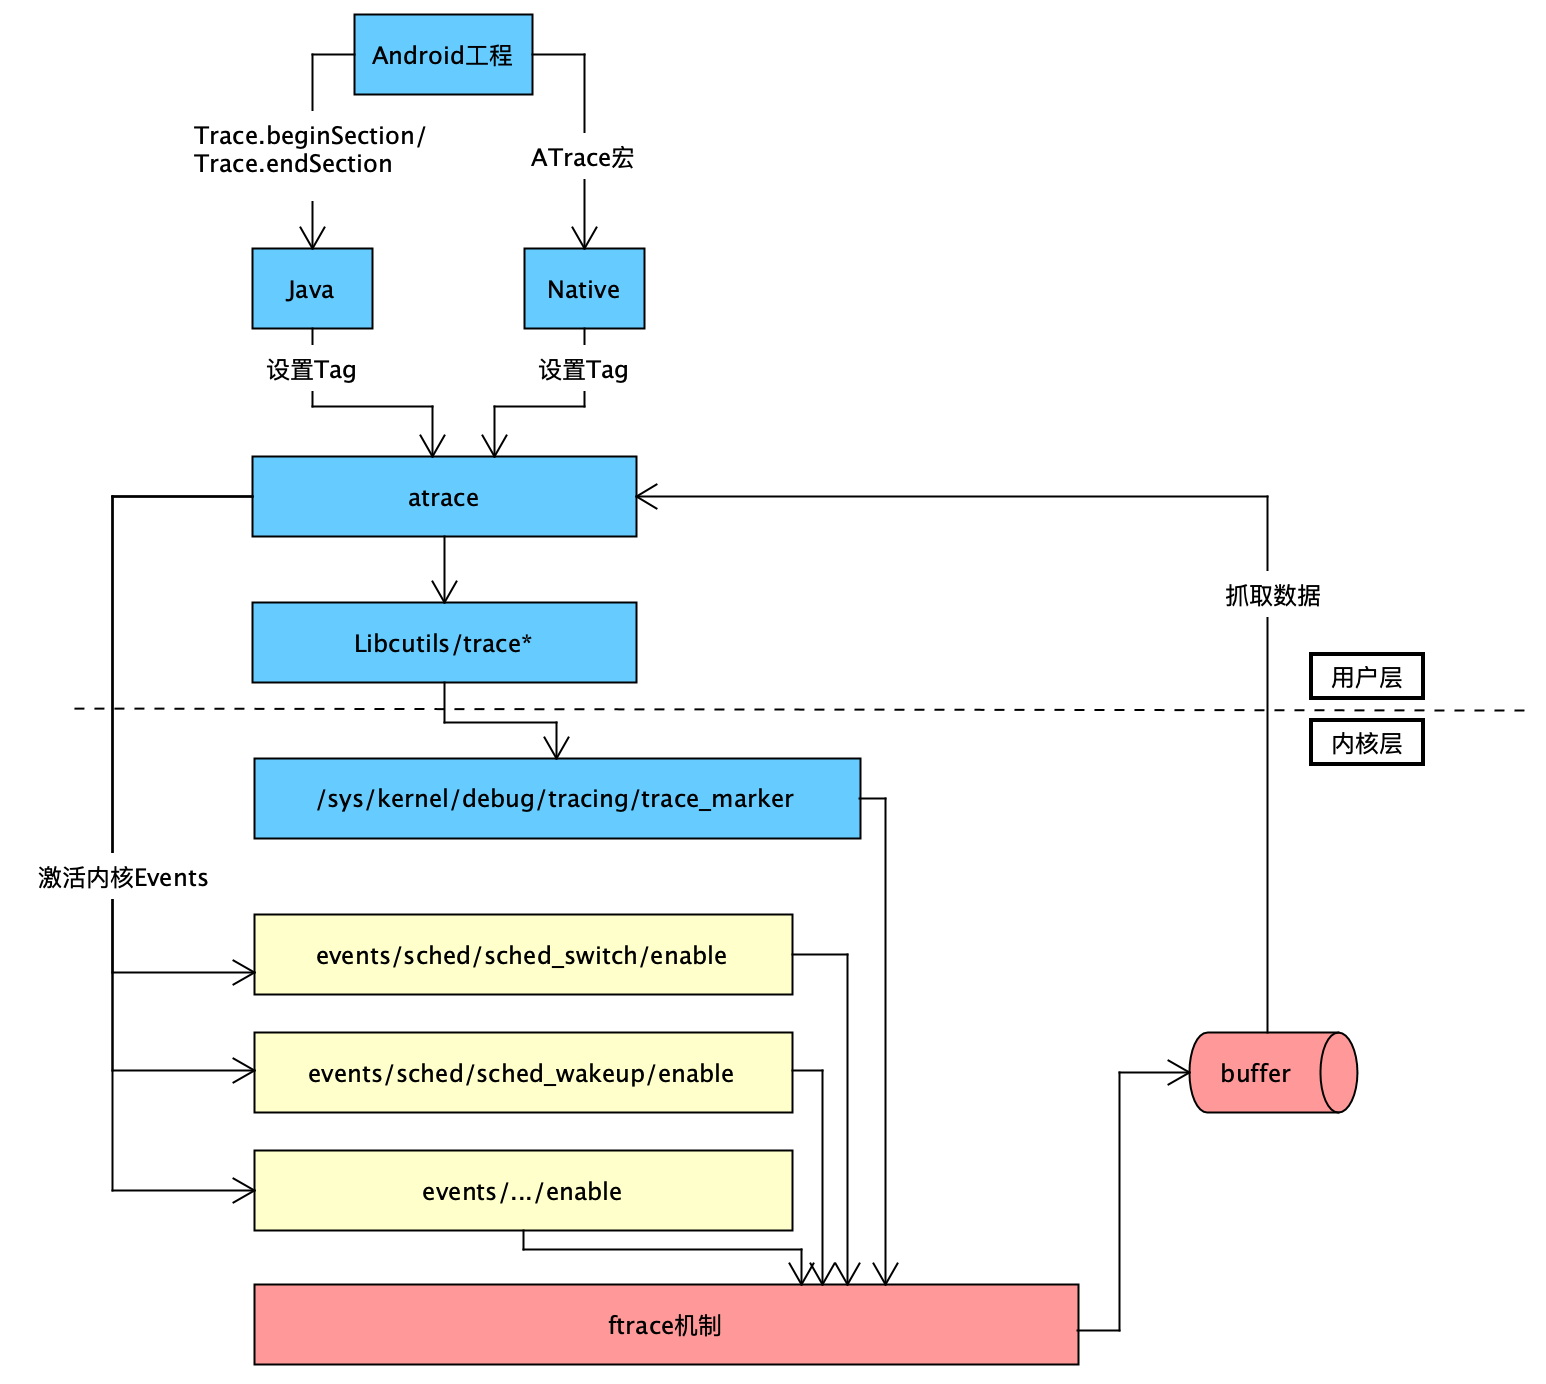 Android工程
Trace.beginSection/
Trace.endSection
ATrace宏
Java
Native
设置Tag
设置Tag
atrace
抓取数据
Libcutils/trace*
用户层
内核层
/sys/kernel/debug/tracing/trace_marker
激活内核Events
events/sched/sched_switch/enable
events/sched/sched_wakeup/enable
buffer
events/.../enable
ftrace机制